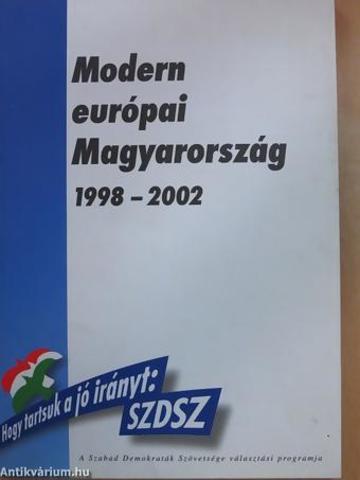 Modern
európai
Magyarország
1998 – 2002
Hogy tartsuk a jó irányt:
SZDSZ
A Szabad Demokraták Szövetsége választási programja
Antikvárium.hu